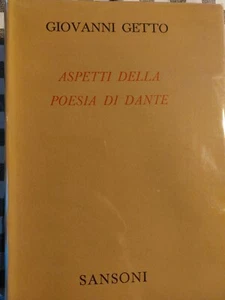 GIOVANNI GETTO
ASPETTI DELLA
POESIA DI DANTE
SANSONI